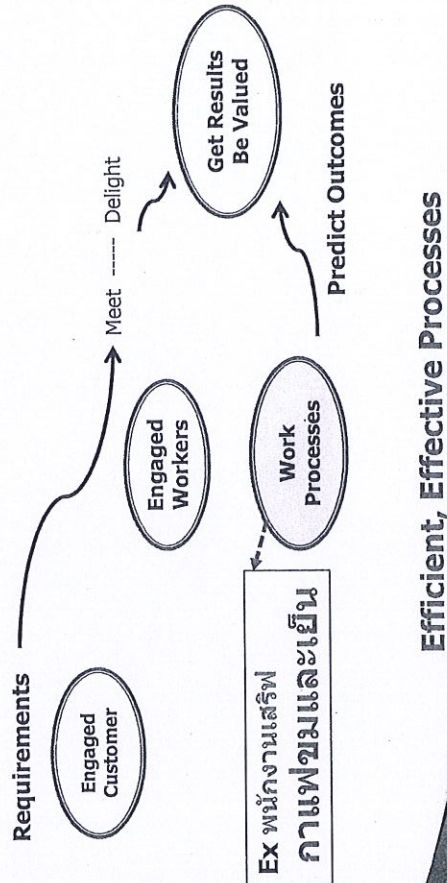 Requirements
Meet ----- Delight
Engaged
Customer
Engaged
Workers
Get Results
Be Valued
Ex พนักงานเสริฟ
กาแฟขมและเย็น
Work
Processes
Predict Outcomes
Efficient, Effective Processes